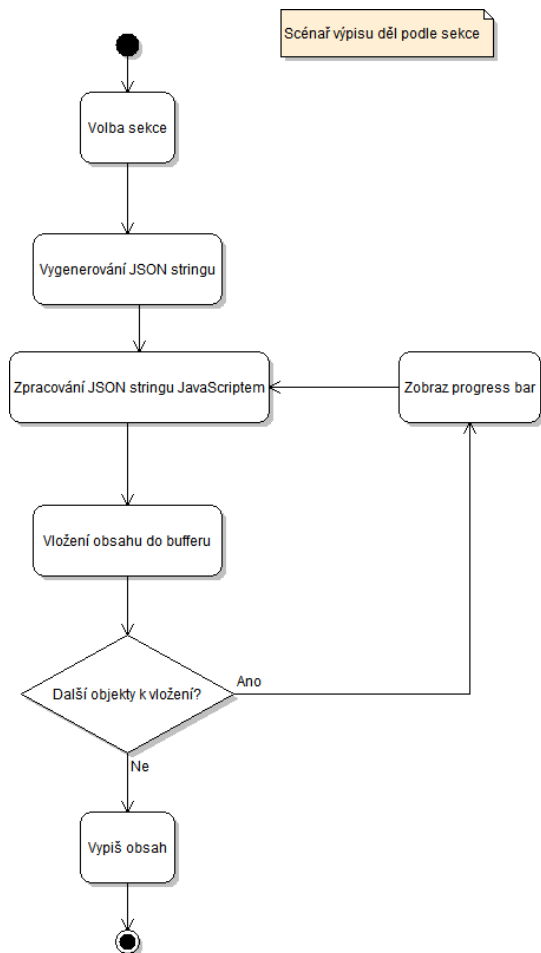 Scénař výpisu děl podle sekce
Volba sekce
Vygenerování JSON stringu
Zpracování JSON stringu JavaScriptem
Zobraz progress bar
Vložení obsahu do bufferu
Další objekty k vložení?
Ano
Ne
Vypiš obsah